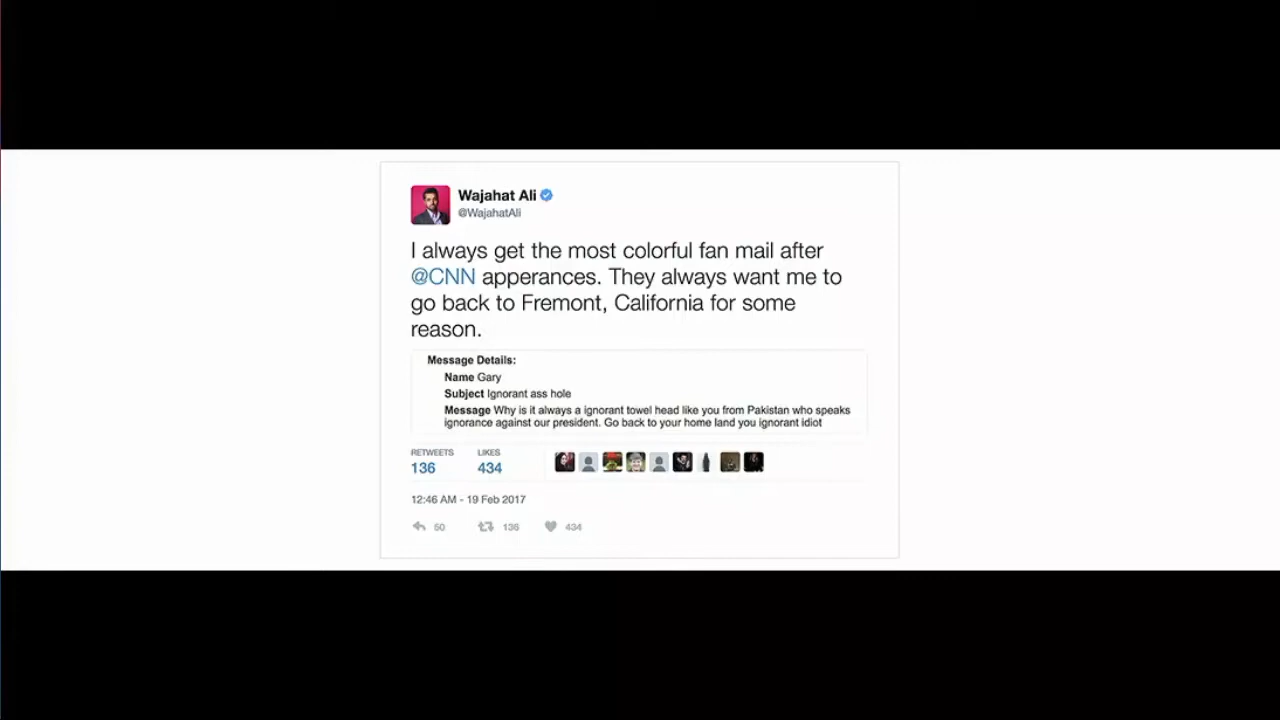 Wajahat Ali
@WajahatAli
I always get the most colorful fan mail after
@CNN apperances. They always want me to
go back to Fremont, California for some
reason.
Message Details:
Name Gary
Subject Ignorant ass hole
Message Why is it always a ignorant towel head like you from Pakistan who speaks
ignorance against our president. Go back to your home land you ignorant idiot
RETWEETS LIKES
136 434
12:46 AM - 19 Feb 2017
50 136 434